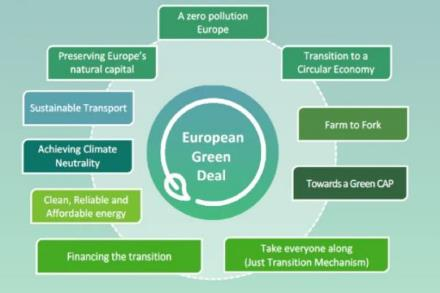 A zero pollution
Europe
Preserving Europe's
natural capital
Transition to a
Circular Economy
Sustainable Transport
Farm to Fork
European
Green
Deal
Achieving Climate
Neutrality
Towards a Green CAP
Clean, Reliable and
Affordable energy
Financing the transition
Take everyone along
(Just Transition Mechanism)